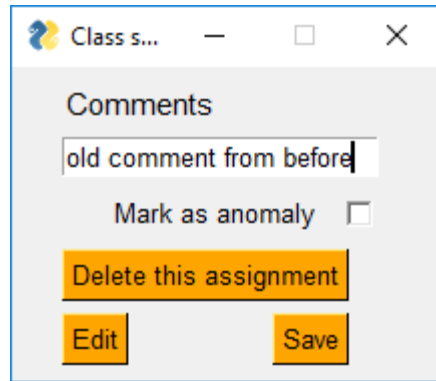 Class s...
Comments
old comment from before
Mark as anomaly
Delete this assignment
Edit Save